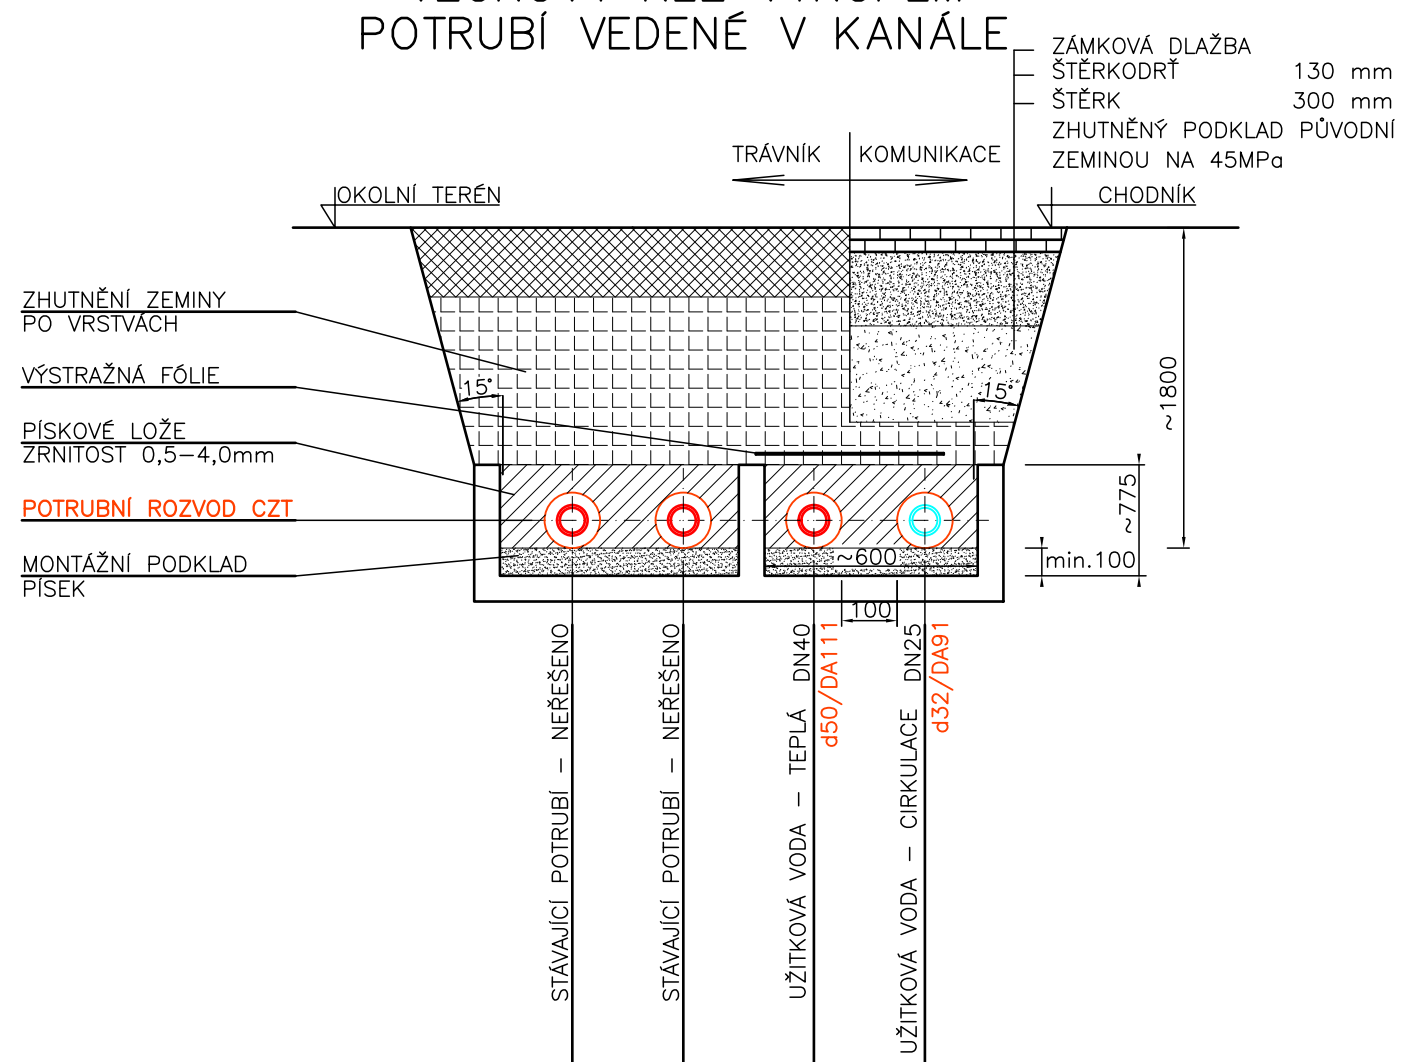 POTRUBÍ VEDENÉ V KANÁLE
ZÁMKOVÁ DLAŽBA
ŠTĚRKODRŤ 130 mm
ŠTĚRK 300 mm
ZHUTNĚNÝ PODKLAD PŮVODNÍ
ZEMINOU NA 45MPa
TRÁVNÍK
KOMUNIKACE
OKOLNÍ TERÉN
CHODNÍK
ZHUTNĚNÍ ZEMINY
PO VRSTVÁCH
VÝSTRAŽNÁ FÓLIE
15°
15°
~1800
PÍSKOVÉ LOŽE
ZRNITOST 0,5-4,0mm
POTRUBNÍ ROZVOD CZT
~775
MONTÁŽNÍ PODKLAD
PÍSEK
~600
min.100
100
STÁVAJÍCÍ POTRUBÍ - NEŘEŠENO
STÁVAJÍCÍ POTRUBÍ - NEŘEŠENO
UŽITKOVÁ VODA - TEPLÁ DN40
d50/DA111
UŽITKOVÁ VODA - CIRKULACE DN25
d32/DA91